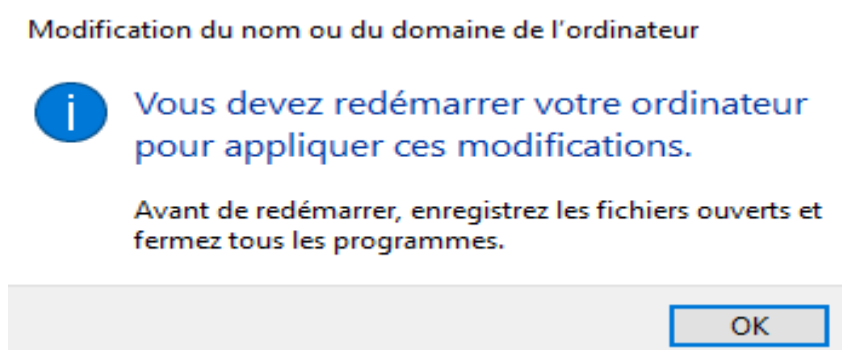 Modification du nom ou du domaine de l'ordinateur
i
Vous devez redémarrer votre ordinateur
pour appliquer ces modifications.
Avant de redémarrer, enregistrez les fichiers ouverts et
fermez tous les programmes.
OK